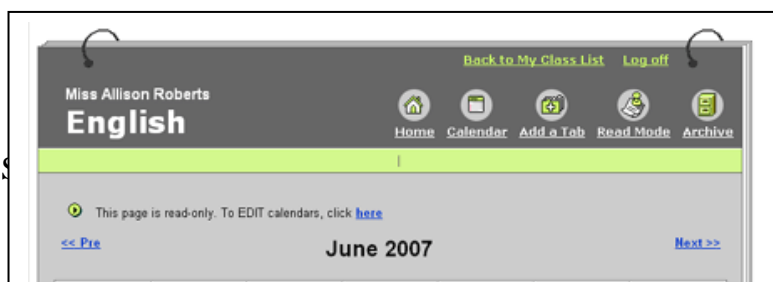 Back to My Class List Log off
Miss Allison Roberts
English
Home Calendar Add a Tab Read Mode Archive
|
This page is read-only. To EDIT calendars, click here
<< Pre June 2007 Next >>